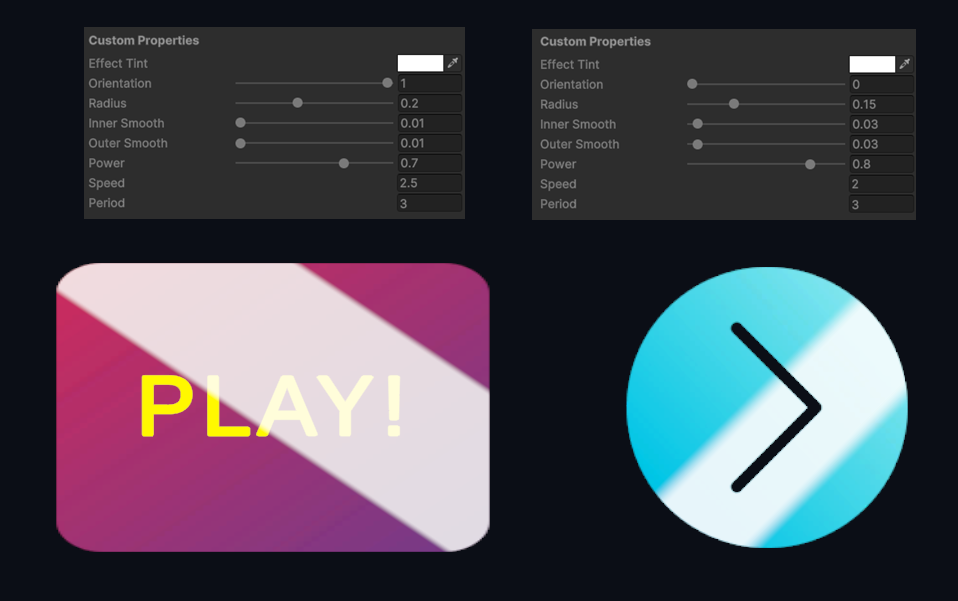 Custom Properties
Effect Tint
Orientation 1
Radius 0.2
Inner Smooth 0.01
Outer Smooth 0.01
Power 0.7
Speed 2.5
Period 3
Custom Properties
Effect Tint
Orientation 0
Radius 0.15
Inner Smooth 0.03
Outer Smooth 0.03
Power 0.8
Speed 2
Period 3
PLAY!